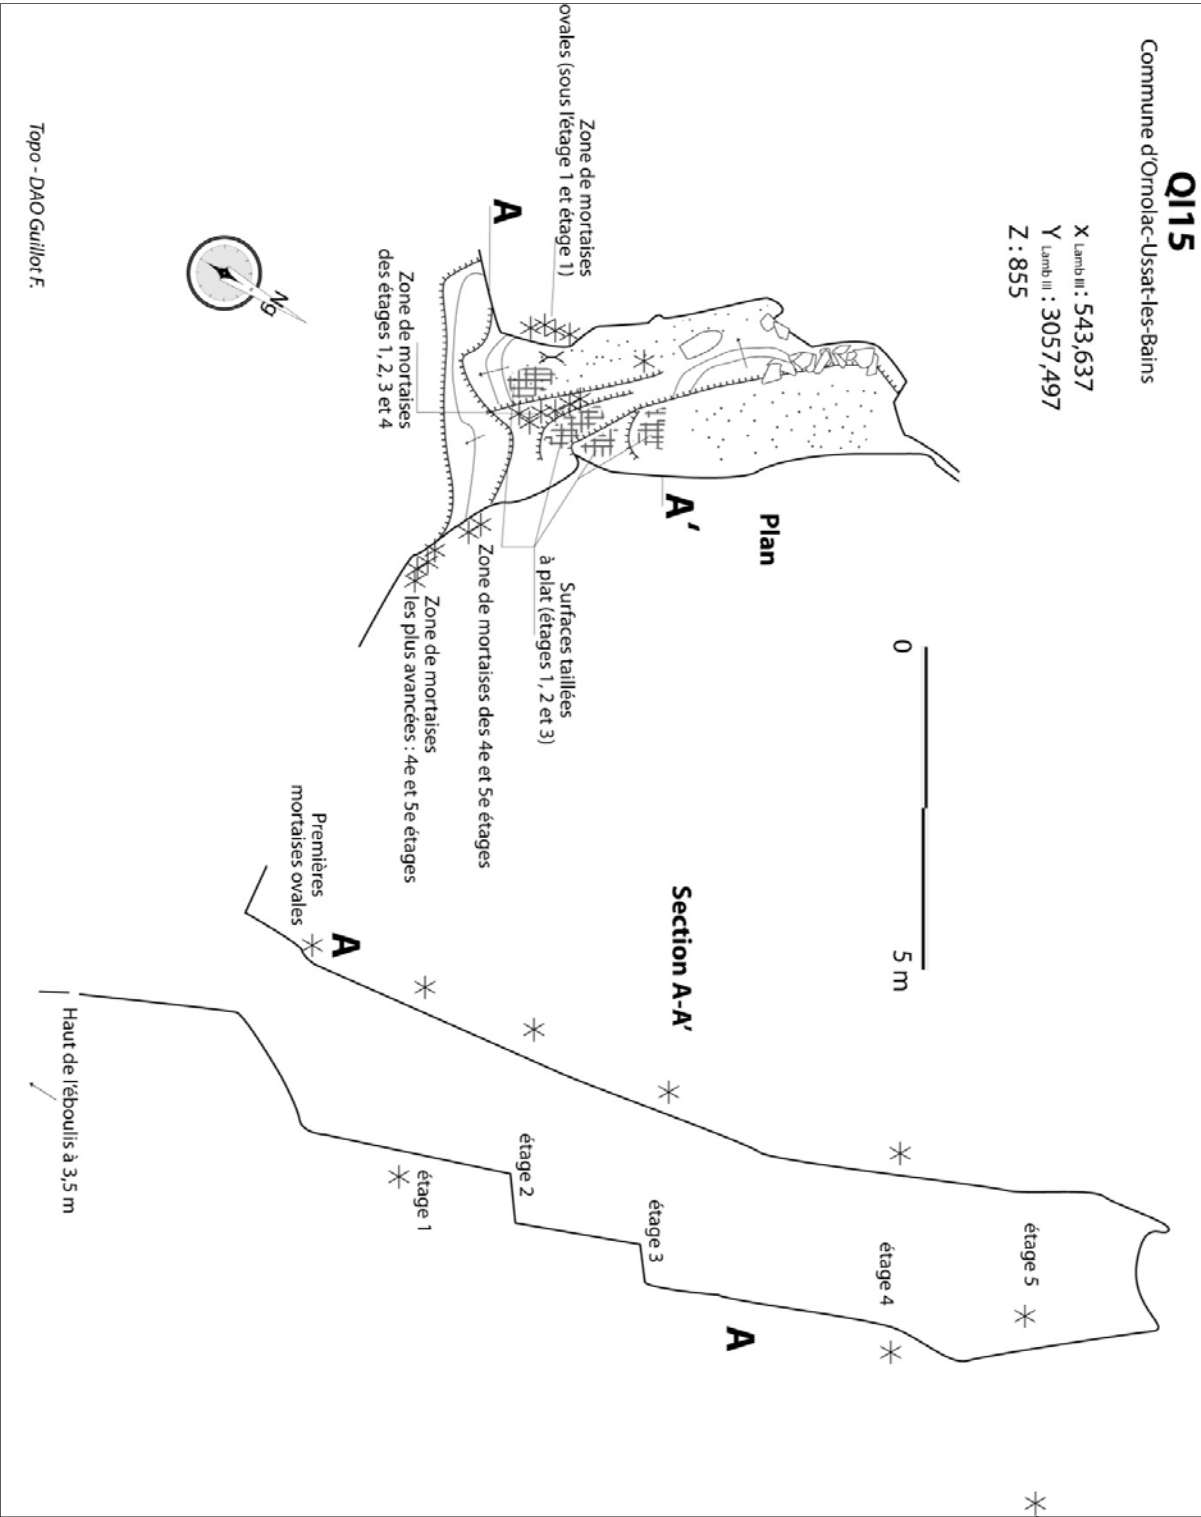 QI15
Commune d'Ornolac-Ussat-les-Bains
X Lamb III : 543,637
Y Lamb III : 3057,497
Z : 855
Zone de mortaises
ovales (sous l'étage 1 et étage 1)
A
Zone de mortaises
des étages 1, 2, 3 et 4
Ng
Topo - DAO Guillot F.
Plan
A'
Surfaces taillées
à plat (étages 1, 2 et 3)
Zone de mortaises des 4e et 5e étages
Zone de mortaises
les plus avancées : 4e et 5e étages
0
5 m
Section A-A'
Premières
mortaises ovales
A
étage 5
étage 4
étage 3
étage 2
étage 1
A
Haut de l'éboulis à 3,5 m